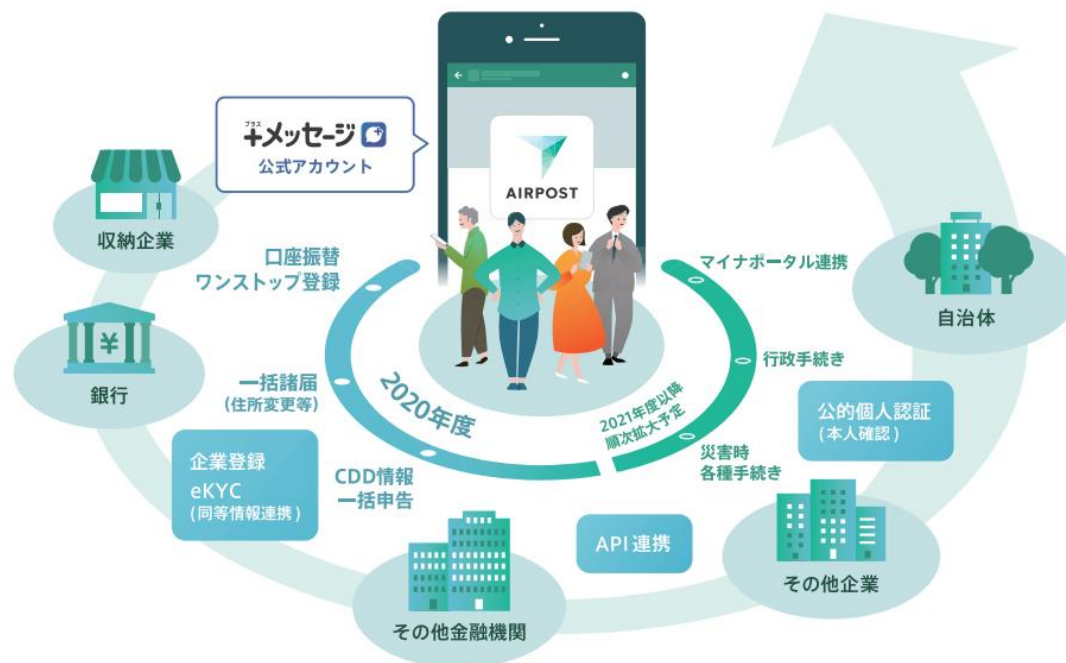 プラス
+メッセージ
公式アカウント
AIRPOST
収納企業
口座振替
ワンストップ登録
マイナポータル連携
自治体
銀行
一括諸届
(住所変更等)
2020年度
2021年度以降
順次拡大予定
行政手続き
公的個人認証
(本人確認)
企業登録
eKYC
(同等情報連携)
CDD情報
一括申告
災害時
各種手続き
API連携
その他企業
その他金融機関